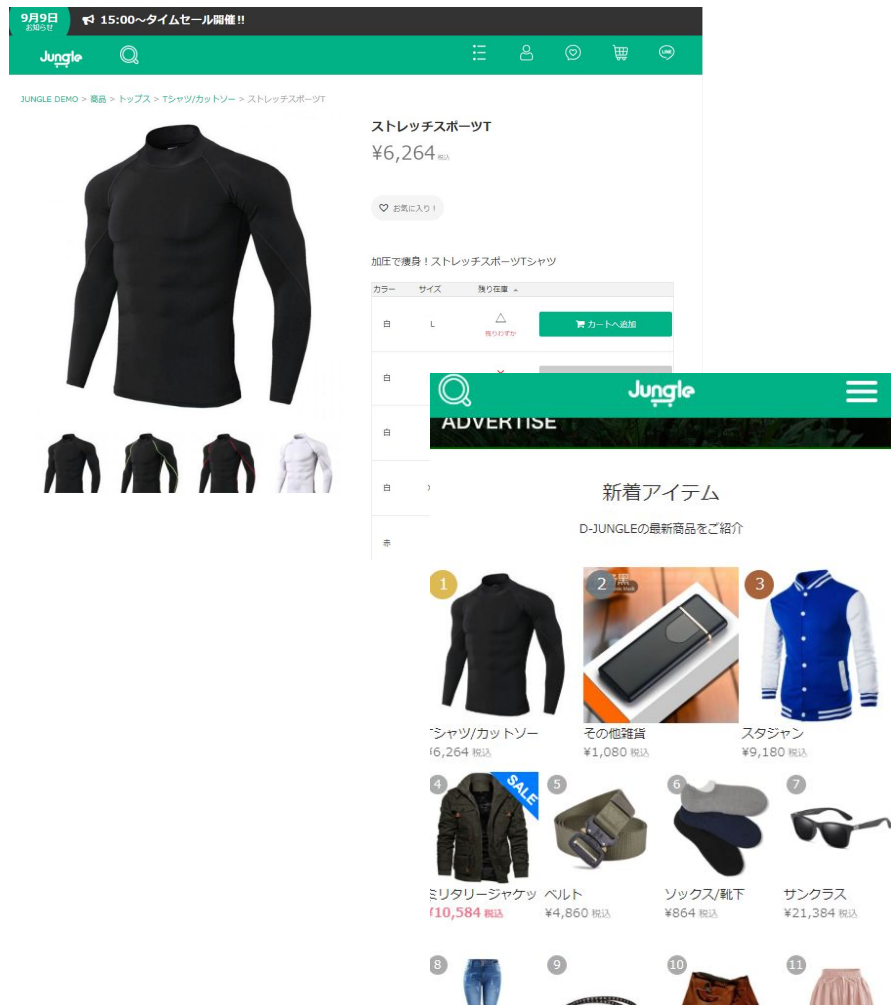 9月9日
お知らせ
15:00～タイムセール開催!!
Jungle
LINE
JUNGLE DEMO > 商品 > トップス > Tシャツ/カットソー > ストレッチスポーツT
ストレッチスポーツT
¥6,264 税込
お気に入り!
加圧で痩身！ストレッチスポーツTシャツ
カラー サイズ 残り在庫
白 L △ カートへ追加
残りわずか
白
白
白
赤
Jungle
ADVERTISE
新着アイテム
D-JUNGLEの最新商品をご紹介
1 2 3
シャツ/カットソー その他雑貨 スタジャン
6,264 税込 ¥1,080 税込 ¥9,180 税込
4 SALE 5 6 7
ミリタリージャケッ ベルト ソックス/靴下 サングラス
10,584 税込 ¥4,860 税込 ¥864 税込 ¥21,384 税込
8 9 10 11